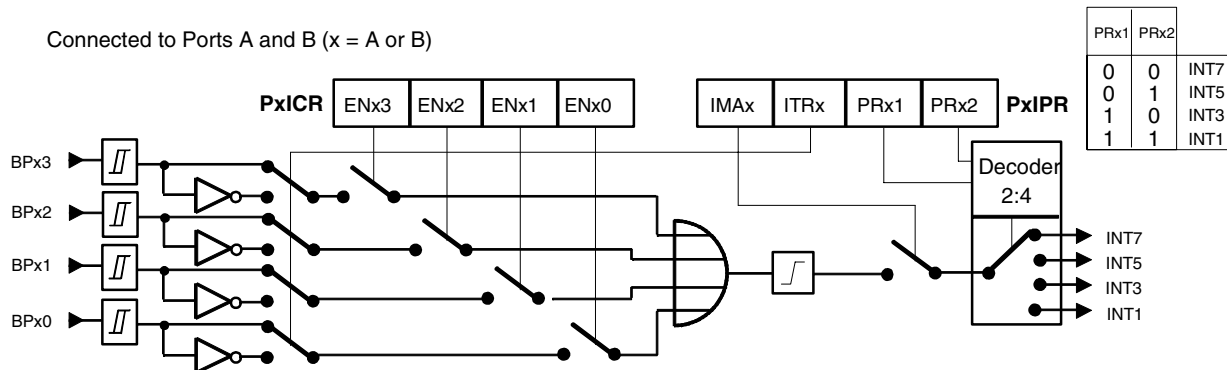 PRx1 PRx2
0 0 INT7
0 1 INT5
1 0 INT3
1 1 INT1
Connected to Ports A and B (x = A or B)
PxICR ENx3 ENx2 ENx1 ENx0 IMAx ITRx PRx1 PRx2 PxIPR
BPx3
BPx2
BPx1
BPx0
Decoder
2:4
INT7
INT5
INT3
INT1